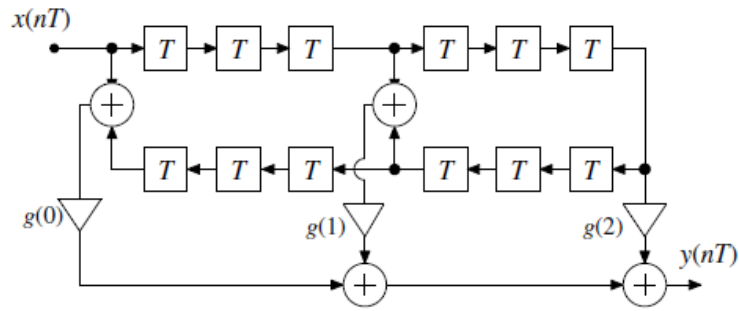 x(nT)
T T T T T T
+ +
T T T T T T
g(0) g(1) g(2)
y(nT)
+ +